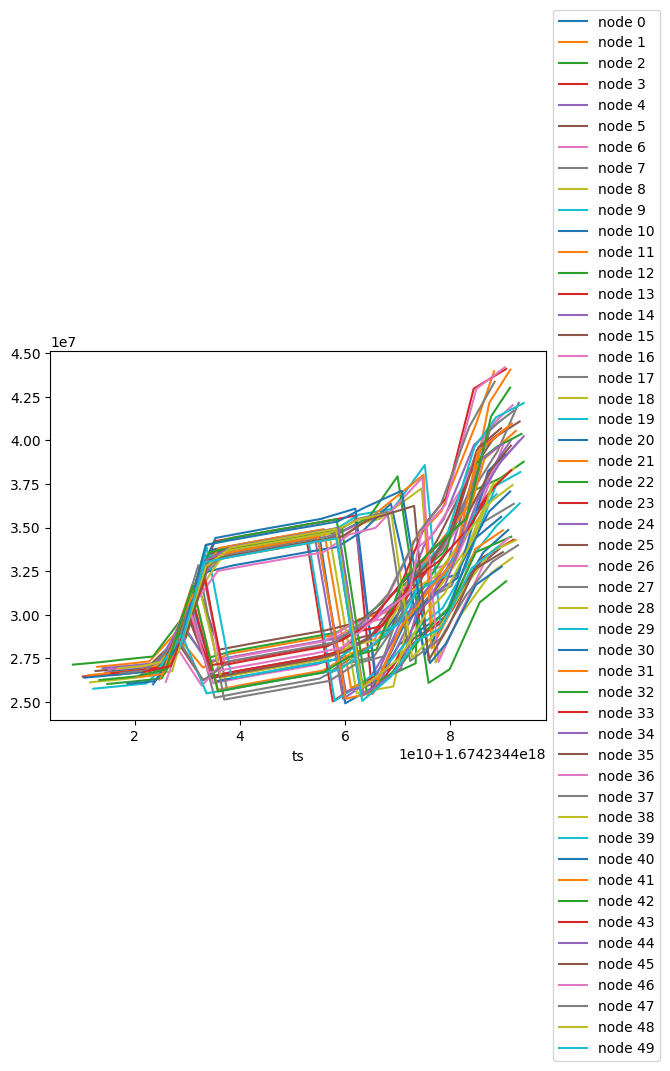 1e7
4.50
4.25
4.00
3.75
3.50
3.25
3.00
2.75
2.50
2
4
6
8
ts
1e10+1.6742344e18
node 0
node 1
node 2
node 3
node 4
node 5
node 6
node 7
node 8
node 9
node 10
node 11
node 12
node 13
node 14
node 15
node 16
node 17
node 18
node 19
node 20
node 21
node 22
node 23
node 24
node 25
node 26
node 27
node 28
node 29
node 30
node 31
node 32
node 33
node 34
node 35
node 36
node 37
node 38
node 39
node 40
node 41
node 42
node 43
node 44
node 45
node 46
node 47
node 48
node 49